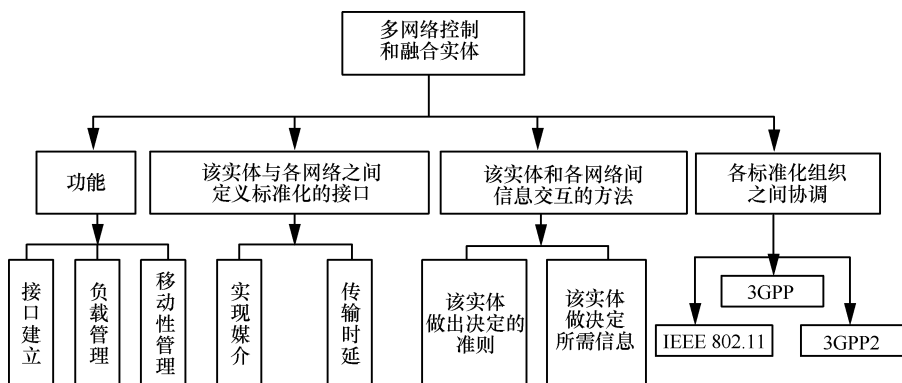 多网络控制
和融合实体
功能
该实体与各网络之间
定义标准化的接口
该实体和各网络间
信息交互的方法
各标准化组织
之间协调
接口建立
负载管理
移动性管理
实现媒介
传输时延
该实体
做出决定的
准则
该实体
做决定
所需信息
3GPP
IEEE 802.11
3GPP2